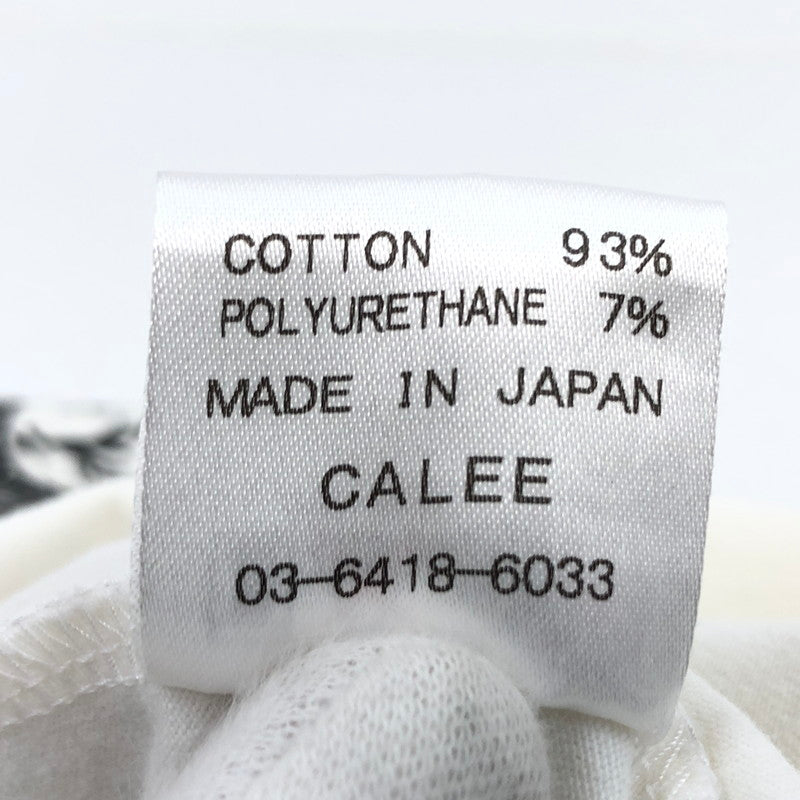 COTTON 93%
POLYURETHANE 7%
MADE IN JAPAN
CALEE
03-6418-6033